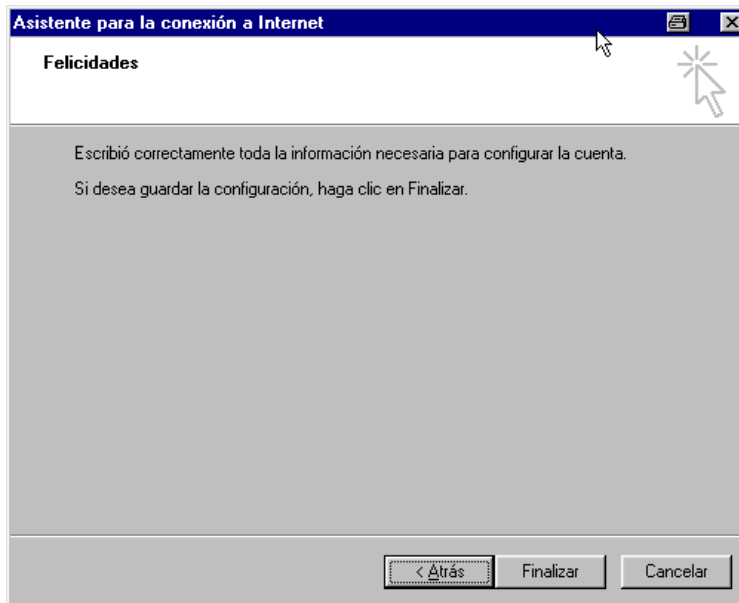 Asistente para la conexión a Internet
Felicidades
Escribió correctamente toda la información necesaria para configurar la cuenta.
Si desea guardar la configuración, haga clic en Finalizar.
< Atrás Finalizar Cancelar